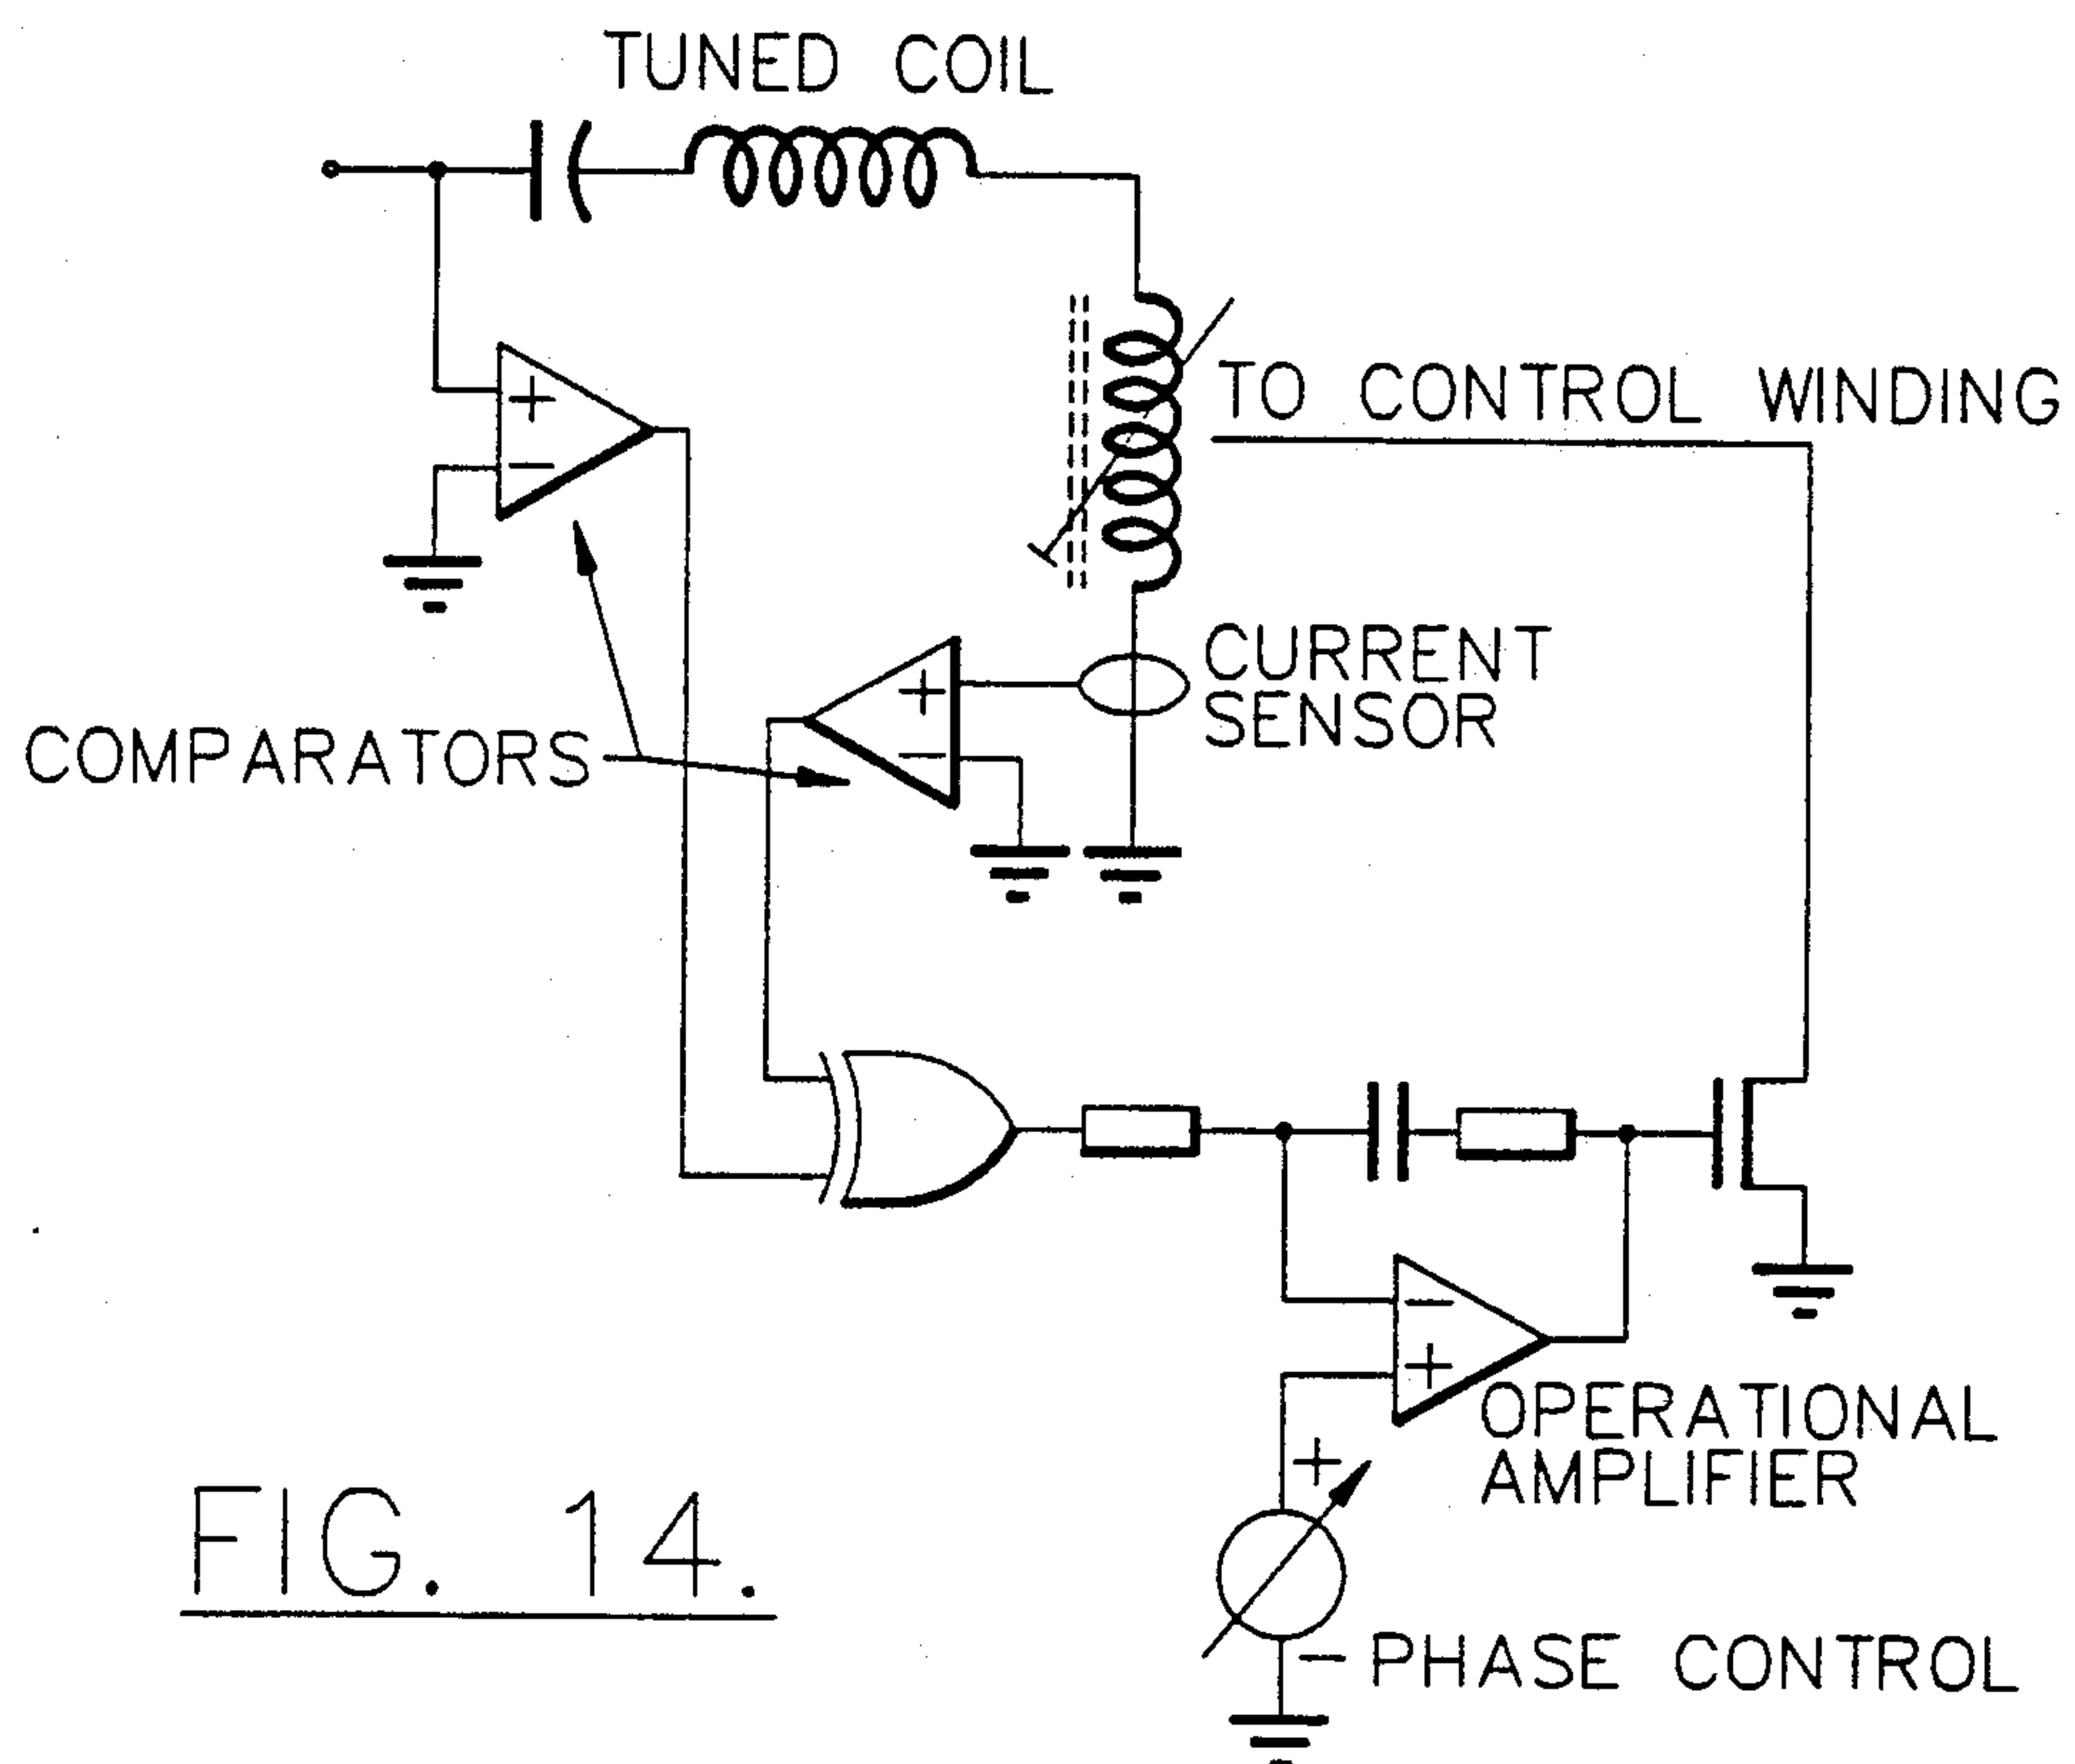 TUNED COIL
+
−
TO CONTROL WINDING
CURRENT
SENSOR
+
−
COMPARATORS
−
+
OPERATIONAL
AMPLIFIER
+
− PHASE CONTROL
FIG. 14.